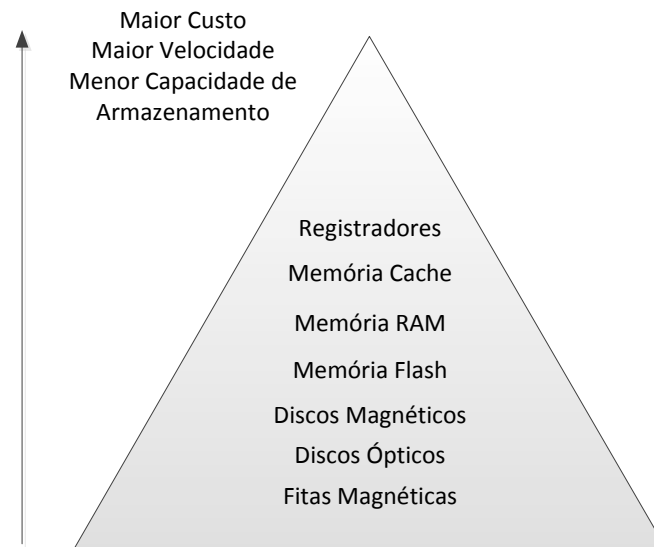 Maior Custo
Maior Velocidade
Menor Capacidade de
Armazenamento
Registradores
Memória Cache
Memória RAM
Memória Flash
Discos Magnéticos
Discos Ópticos
Fitas Magnéticas